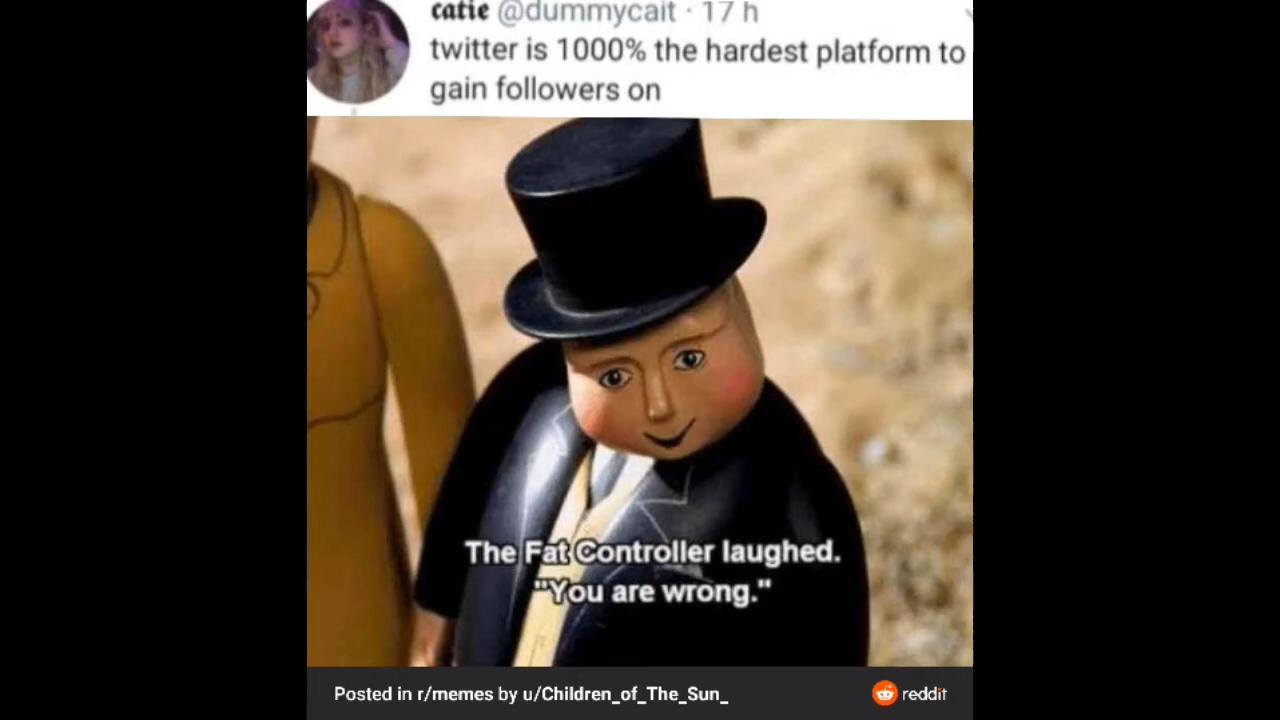 catie @dummycait · 17 h
twitter is 1000% the hardest platform to
gain followers on
The Fat Controller laughed.
"You are wrong."
Posted in r/memes by u/Children_of_The_Sun_
reddit